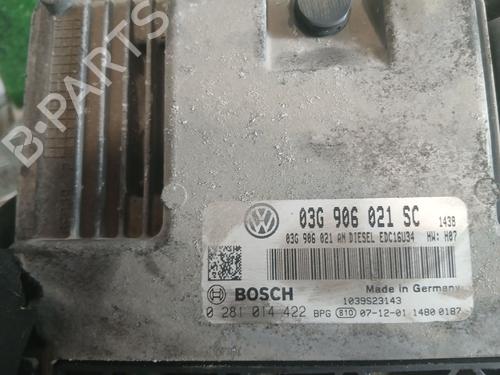 B-PARTS
03G 906 021 SC 1438
03G 906 021 AN DIESEL EDC16U34 HW: H07
BOSCH
Made in Germany
1039S23143
0 281 014 422 BPG 810 07-12-01 1480 0187